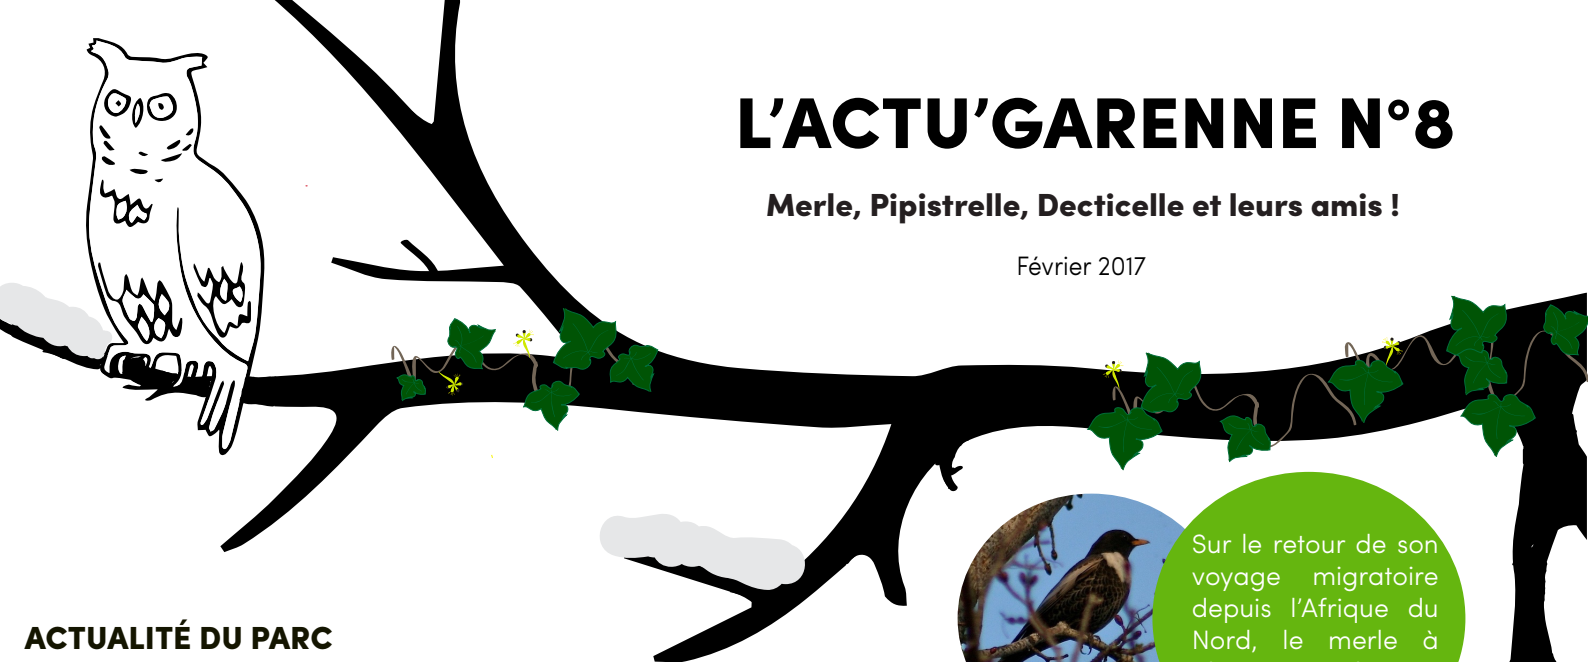 L'ACTU'GARENNE N°8
Merle, Pipistrelle, Decticelle et leurs amis !
Février 2017
Sur le retour de son
voyage migratoire
depuis l'Afrique du
Nord, le merle à
ACTUALITÉ DU PARC